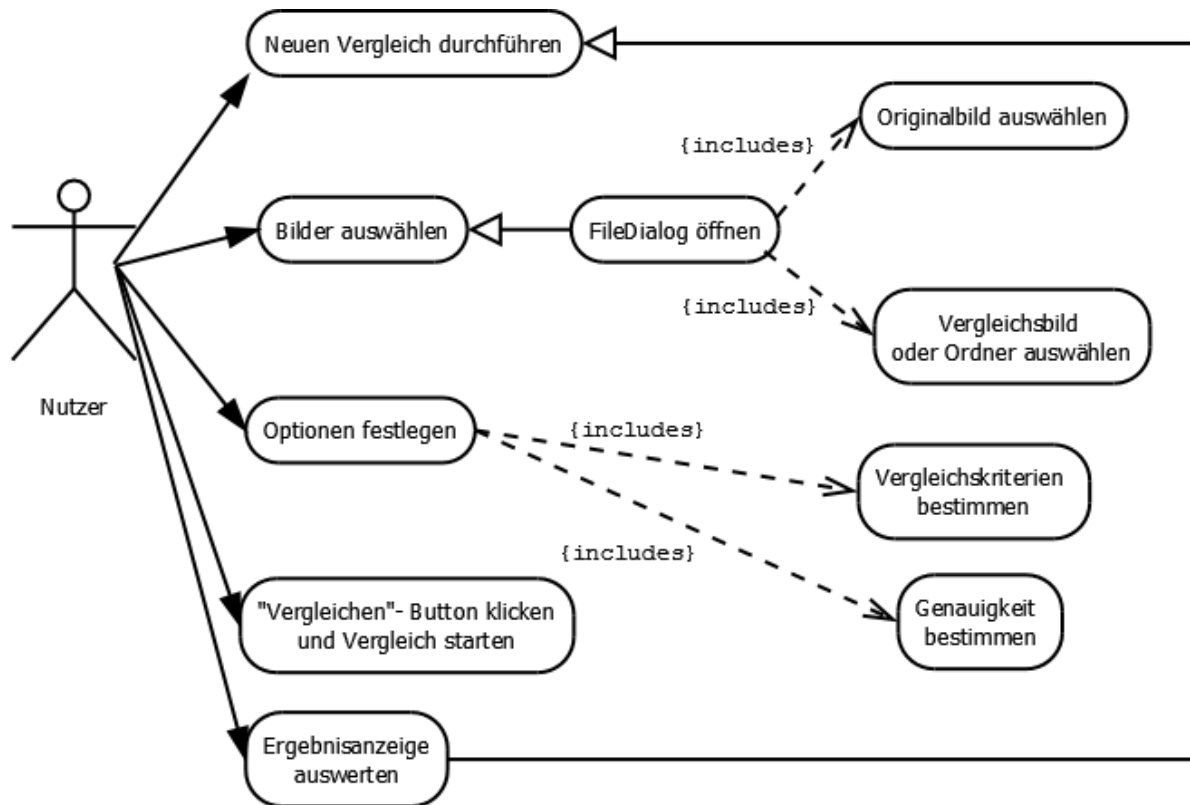 Neuen Vergleich durchführen
Originalbild auswählen
{includes}
Bilder auswählen
FileDialog öffnen
{includes}
Vergleichsbild
oder Ordner auswählen
Nutzer
Optionen festlegen
{includes}
Vergleichskriterien
bestimmen
{includes}
"Vergleichen"- Button klicken
und Vergleich starten
Genauigkeit
bestimmen
Ergebnisanzeige
auswerten